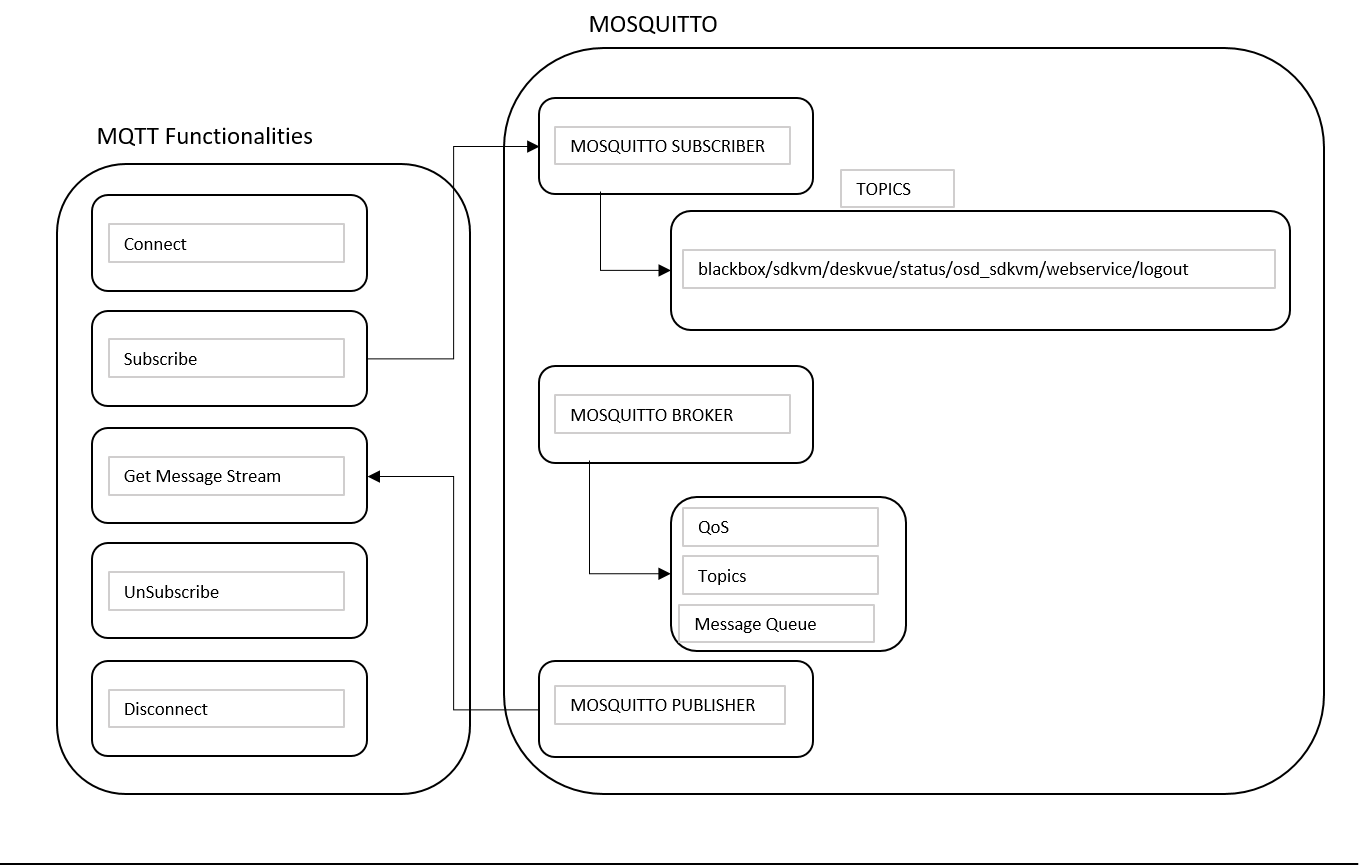 MOSQUITTO
MQTT Functionalities
Connect
Subscribe
Get Message Stream
UnSubscribe
Disconnect
MOSQUITTO SUBSCRIBER
TOPICS
blackbox/sdkvm/deskvue/status/osd_sdkvm/webservice/logout
MOSQUITTO BROKER
QoS
Topics
Message Queue
MOSQUITTO PUBLISHER